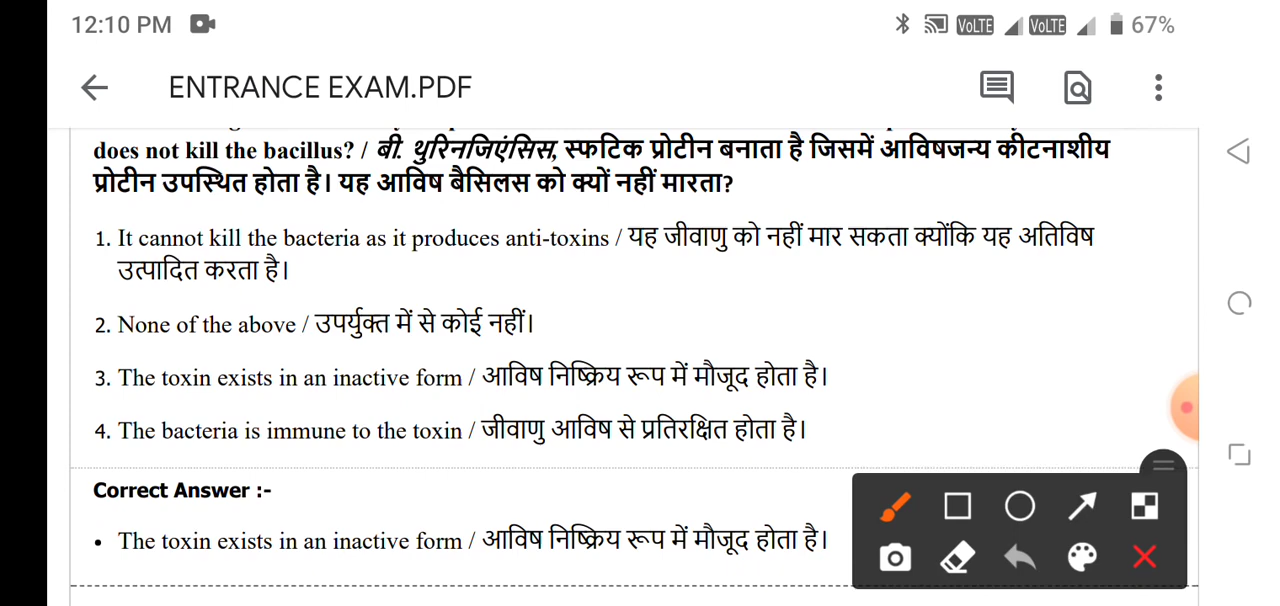 12:10 PM VoLTE VoLTE 67%
ENTRANCE EXAM.PDF
does not kill the bacillus? / बी. थुरिनजिएंसिस, स्फटिक प्रोटीन बनाता है जिसमें आविषजन्य कीटनाशीय
प्रोटीन उपस्थित होता है। यह आविष बैसिलस को क्यों नहीं मारता?
1. It cannot kill the bacteria as it produces anti-toxins / यह जीवाणु को नहीं मार सकता क्योंकि यह अतिविष
उत्पादित करता है।
2. None of the above / उपर्युक्त में से कोई नहीं।
3. The toxin exists in an inactive form / आविष निष्क्रिय रूप में मौजूद होता है।
4. The bacteria is immune to the toxin / जीवाणु आविष से प्रतिरक्षित होता है।
Correct Answer :-
• The toxin exists in an inactive form / आविष निष्क्रिय रूप में मौजूद होता है।